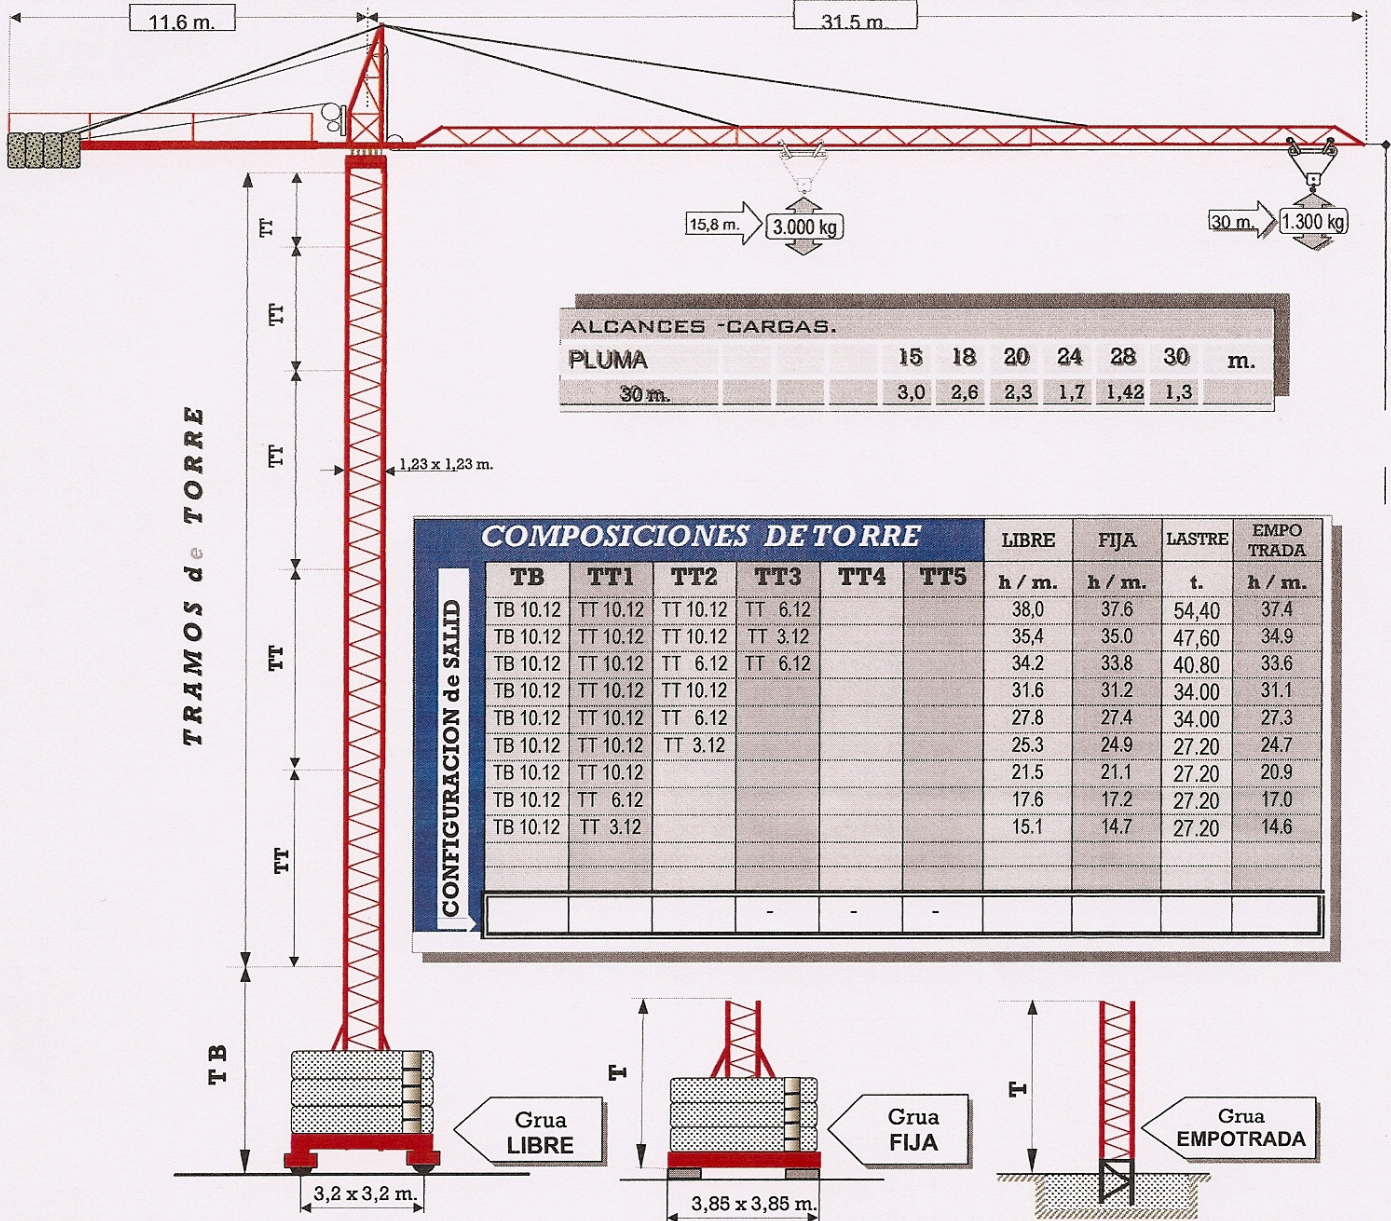 11,6 m.
31.5 m.
15,8 m.
3.000 kg
30 m.
1.300 kg
TT
TT
TT
TT
TT
TRAMOS de TORRE
T B
1,23 x 1,23 m.
ALCANCES -CARGAS.
PLUMA 15 18 20 24 28 30 m.
30 m. 3,0 2,6 2,3 1,7 1,42 1,3
COMPOSICIONES DE TORRE LIBRE FIJA LASTRE EMPO TRADA
TB TT1 TT2 TT3 TT4 TT5 h / m. h / m. t. h / m.
TB 10.12 TT 10.12 TT 10.12 TT 6.12 38,0 37.6 54,40 37.4
TB 10.12 TT 10.12 TT 10.12 TT 3.12 35,4 35.0 47,60 34.9
TB 10.12 TT 10.12 TT 6.12 TT 6.12 34.2 33.8 40.80 33.6
TB 10.12 TT 10.12 TT 10.12 31.6 31.2 34.00 31.1
TB 10.12 TT 10.12 TT 6.12 27.8 27.4 34.00 27.3
TB 10.12 TT 10.12 TT 3.12 25.3 24.9 27.20 24.7
TB 10.12 TT 10.12 21.5 21.1 27.20 20.9
TB 10.12 TT 6.12 17.6 17.2 27.20 17.0
TB 10.12 TT 3.12 15.1 14.7 27.20 14.6
- - -
CONFIGURACION de SALID
Grua
LIBRE
3,2 x 3,2 m.
T
Grua
FIJA
3,85 x 3,85 m.
T
Grua
EMPOTRADA